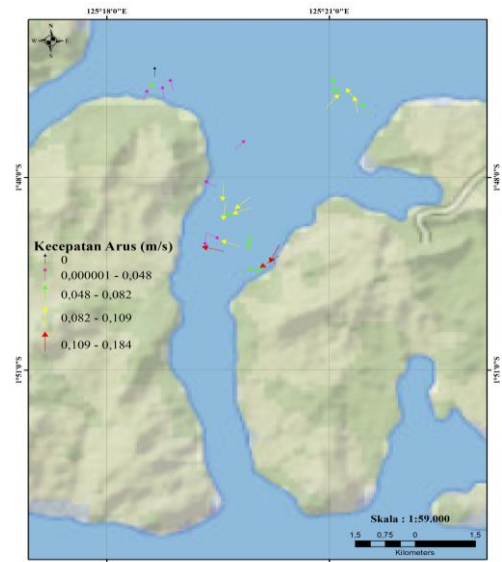 125°18'0"E
125°21'0"E
N
W
E
S
1°48'0"S
1°48'0"S
Kecepatan Arus (m/s)
0
0,000001 - 0,048
0,048 - 0,082
0,082 - 0,109
0,109 - 0,184
1°51'0"S
1°51'0"S
Skala : 1:59.000
1,5 0,75 0 1,5
Kilometers